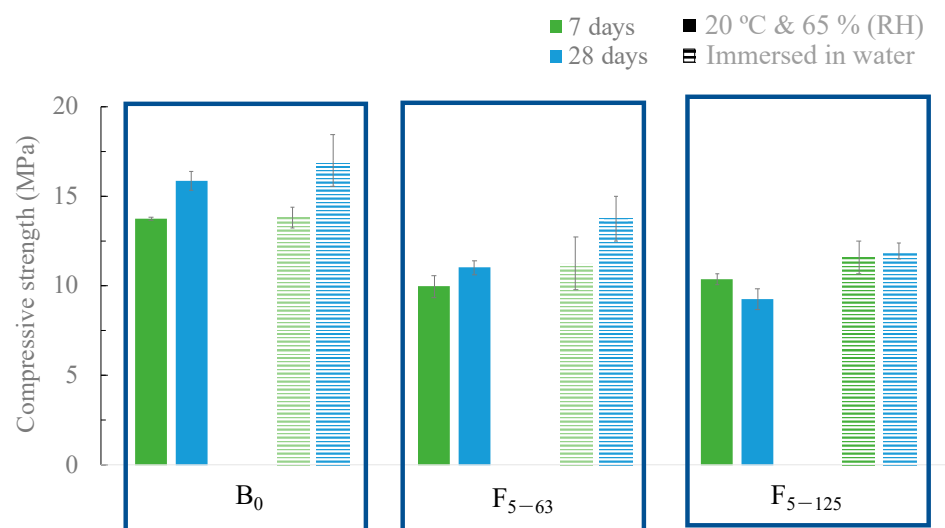 7 days
20 ºC & 65 % (RH)
28 days
Immersed in water
Compressive strength (MPa)
20
15
10
5
0
B₀
F₅₋₆₃
F₅₋₁₂₅